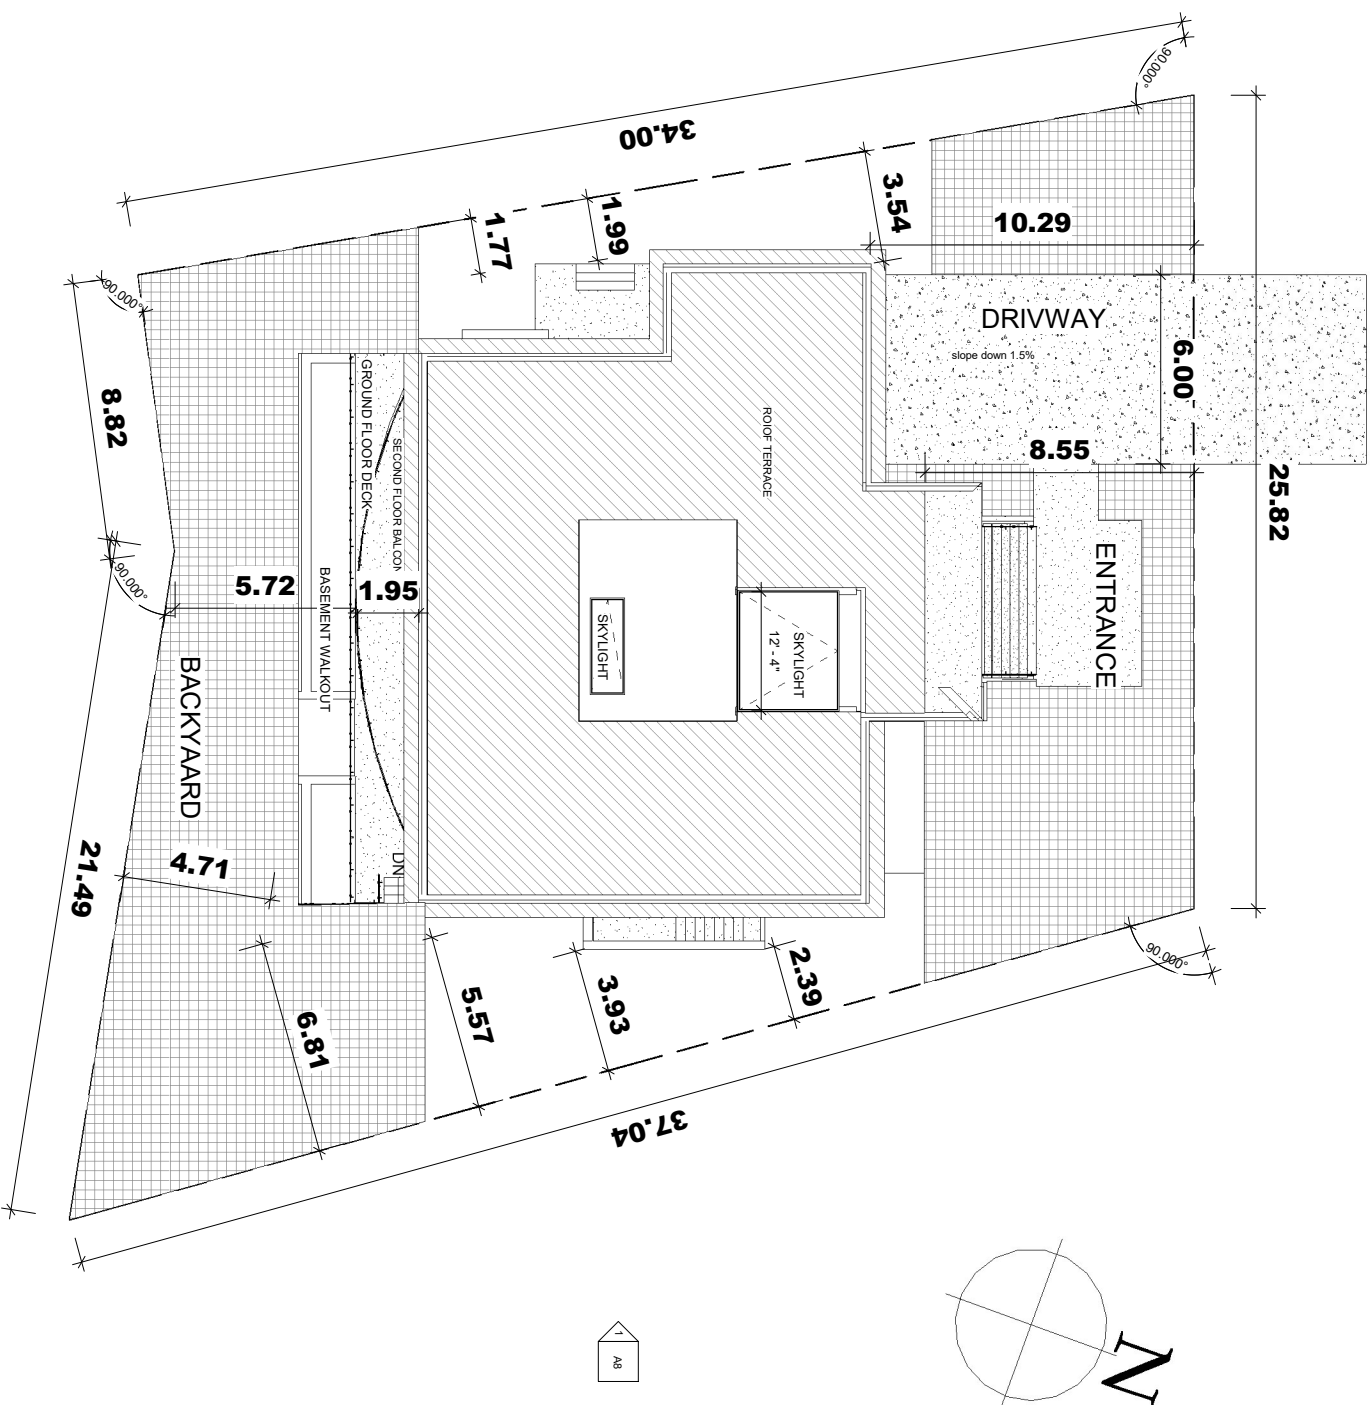 34.00
90.000°
3.54
10.29
1.99
1.77
90.000°
DRIVWAY
slope down 1.5%
6.00
8.82
GROUND FLOOR DECK
SECOND FLOOR BALCON
ROIOF TERRACE
8.55
25.82
90.000°
5.72
BASEMENT WALKOUT
1.95
SKYLIGHT
SKYLIGHT
12' - 4"
ENTRANCE
BACKYAARD
21.49
4.71
DN
6.81
5.57
3.93
2.39
90.000°
37.04
1
A8
N